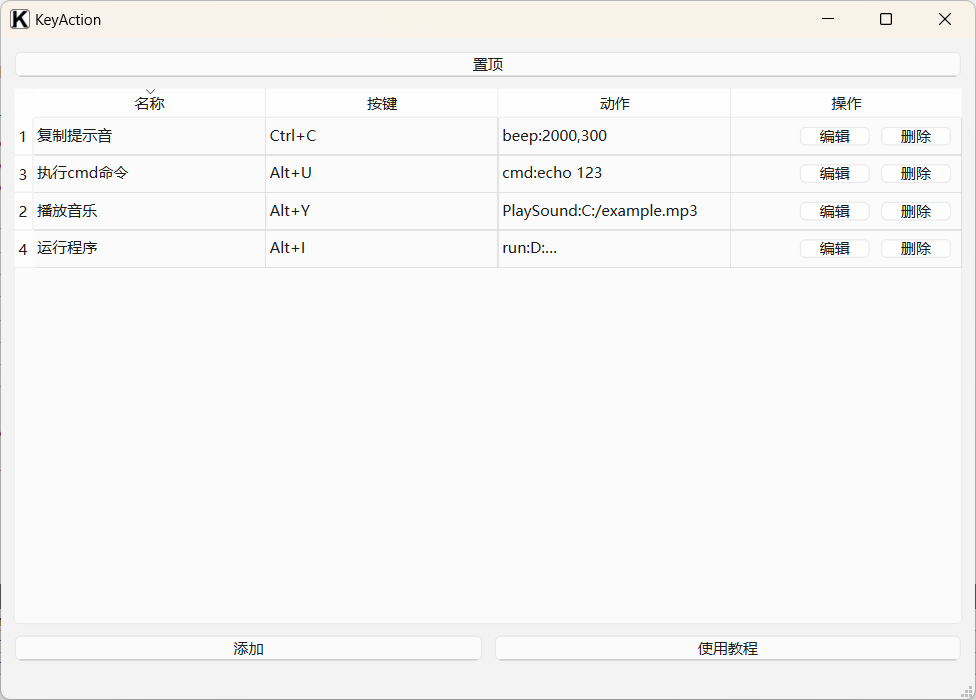 K KeyAction
置顶
名称 按键 动作 操作
1 复制提示音 Ctrl+C beep:2000,300 编辑 删除
3 执行cmd命令 Alt+U cmd:echo 123 编辑 删除
2 播放音乐 Alt+Y PlaySound:C:/example.mp3 编辑 删除
4 运行程序 Alt+I run:D:... 编辑 删除
添加 使用教程